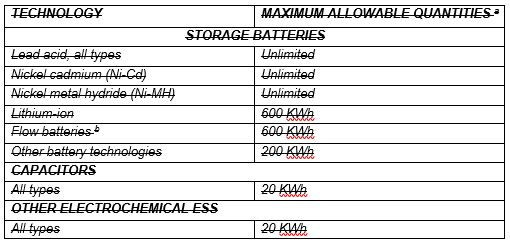 TECHNOLOGY MAXIMUM ALLOWABLE QUANTITIES a
STORAGE BATTERIES
Lead acid, all types Unlimited
Nickel cadmium (Ni-Cd) Unlimited
Nickel metal hydride (Ni-MH) Unlimited
Lithium-ion 600 KWh
Flow batteries b 600 KWh
Other battery technologies 200 KWh
CAPACITORS
All types 20 KWh
OTHER ELECTROCHEMICAL ESS
All types 20 KWh